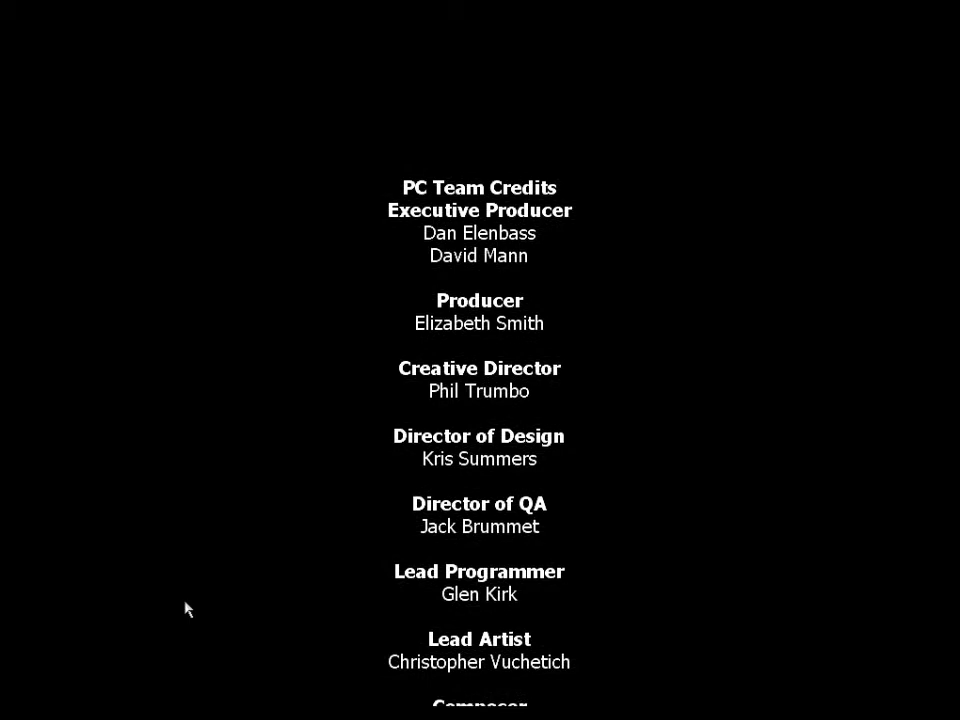 PC Team Credits
Executive Producer
Dan Elenbass
David Mann
Producer
Elizabeth Smith
Creative Director
Phil Trumbo
Director of Design
Kris Summers
Director of QA
Jack Brummet
Lead Programmer
Glen Kirk
Lead Artist
Christopher Vuchetich
Composer